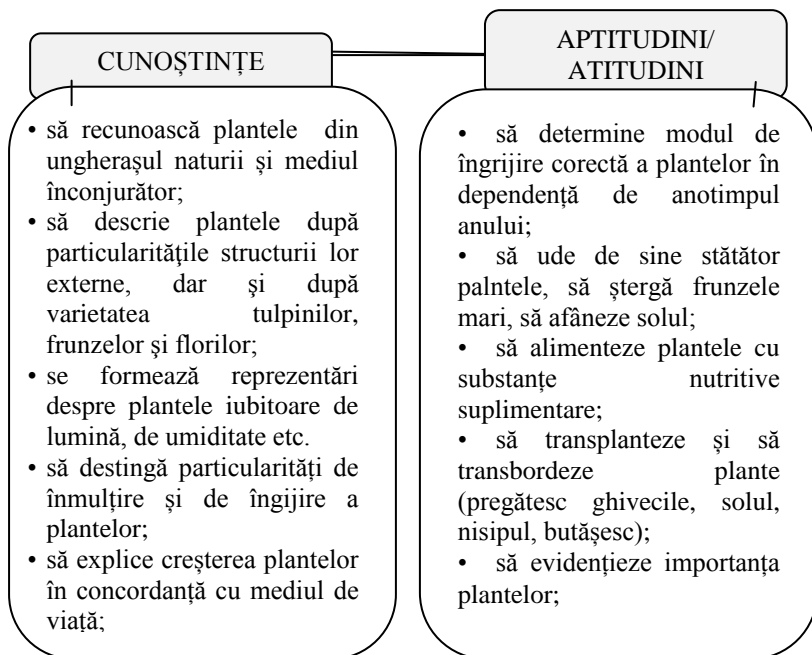 CUNOȘTINȚE
• să recunoască plantele din
ungherașul naturii și mediul
înconjurător;
• să descrie plantele după
particularităţile structurii lor
externe, dar şi după
varietatea tulpinilor,
frunzelor şi florilor;
• se formează reprezentări
despre plantele iubitoare de
lumină, de umiditate etc.
• să destingă particularități de
înmulțire și de îngijire a
plantelor;
• să explice creșterea plantelor
în concordanță cu mediul de
viață;
APTITUDINI/
ATITUDINI
• să determine modul de
îngrijire corectă a plantelor în
dependență de anotimpul
anului;
• să ude de sine stătător
palntele, să ștergă frunzele
mari, să afâneze solul;
• să alimenteze plantele cu
substanțe nutritive
suplimentare;
• să transplanteze și să
transbordeze plante
(pregătesc ghivecile, solul,
nisipul, butășesc);
• să evidențieze importanța
plantelor;